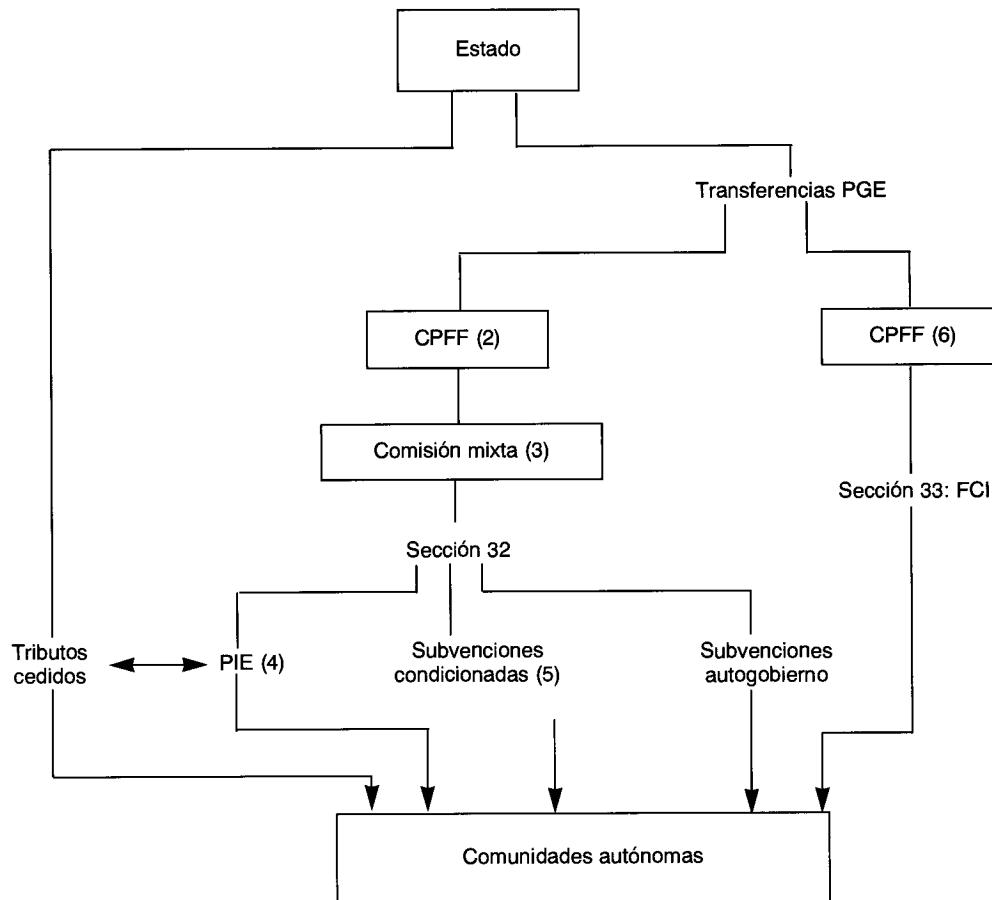 Estado
Transferencias PGE
CPFF (2)
CPFF (6)
Comisión mixta (3)
Sección 33: FCI
Sección 32
Tributos
cedidos
PIE (4)
Subvenciones
condicionadas (5)
Subvenciones
autogobierno
Comunidades autónomas